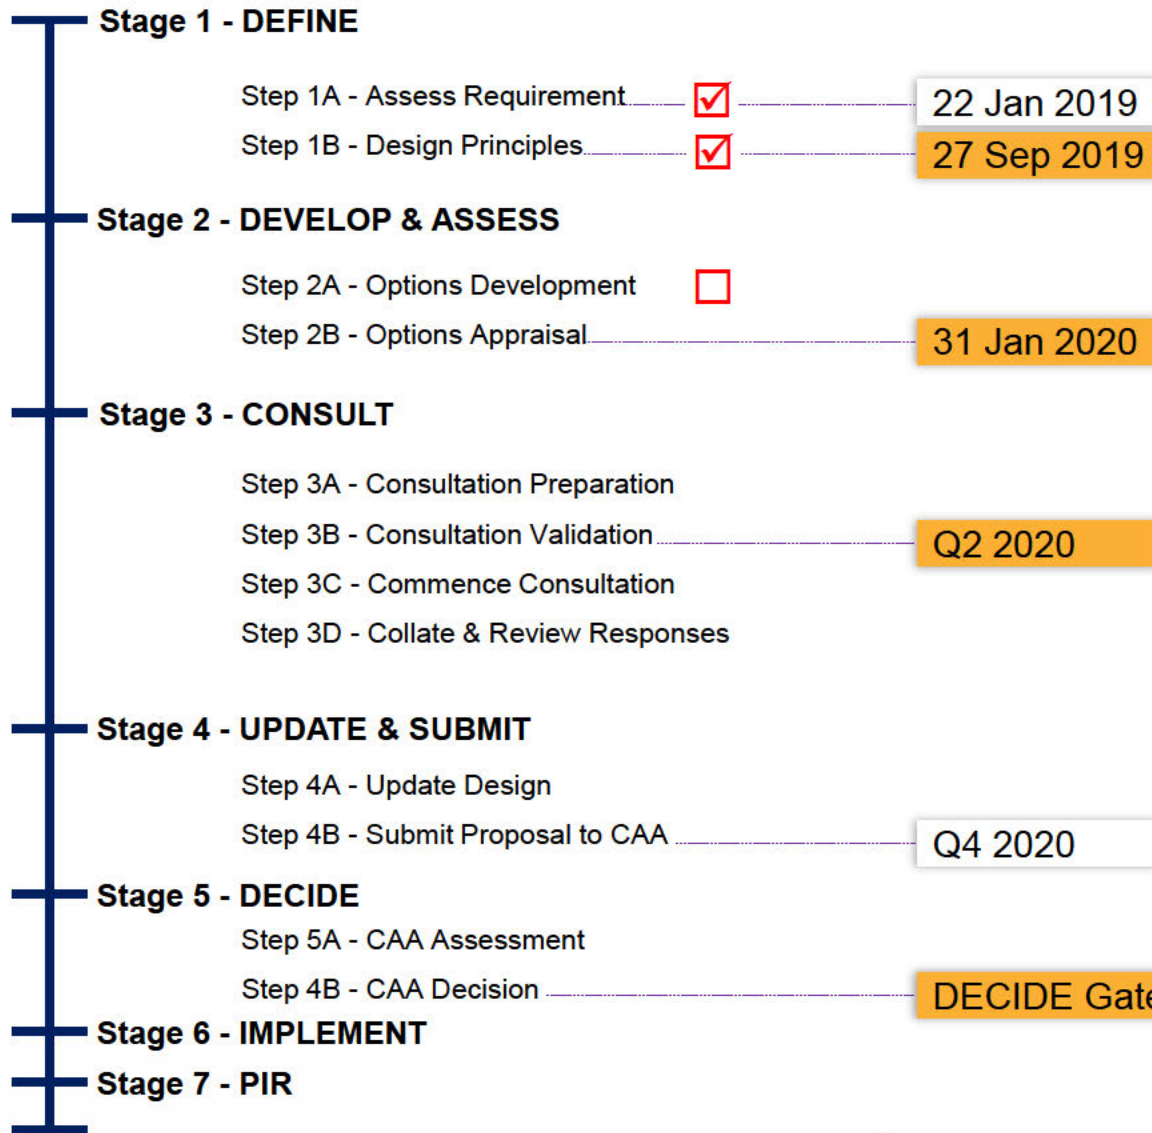 Stage 1 - DEFINE
Step 1A - Assess Requirement 22 Jan 2019
Step 1B - Design Principles 27 Sep 2019
Stage 2 - DEVELOP & ASSESS
Step 2A - Options Development
Step 2B - Options Appraisal 31 Jan 2020
Stage 3 - CONSULT
Step 3A - Consultation Preparation
Step 3B - Consultation Validation Q2 2020
Step 3C - Commence Consultation
Step 3D - Collate & Review Responses
Stage 4 - UPDATE & SUBMIT
Step 4A - Update Design
Step 4B - Submit Proposal to CAA Q4 2020
Stage 5 - DECIDE
Step 5A - CAA Assessment
Step 4B - CAA Decision DECIDE Gate
Stage 6 - IMPLEMENT
Stage 7 - PIR